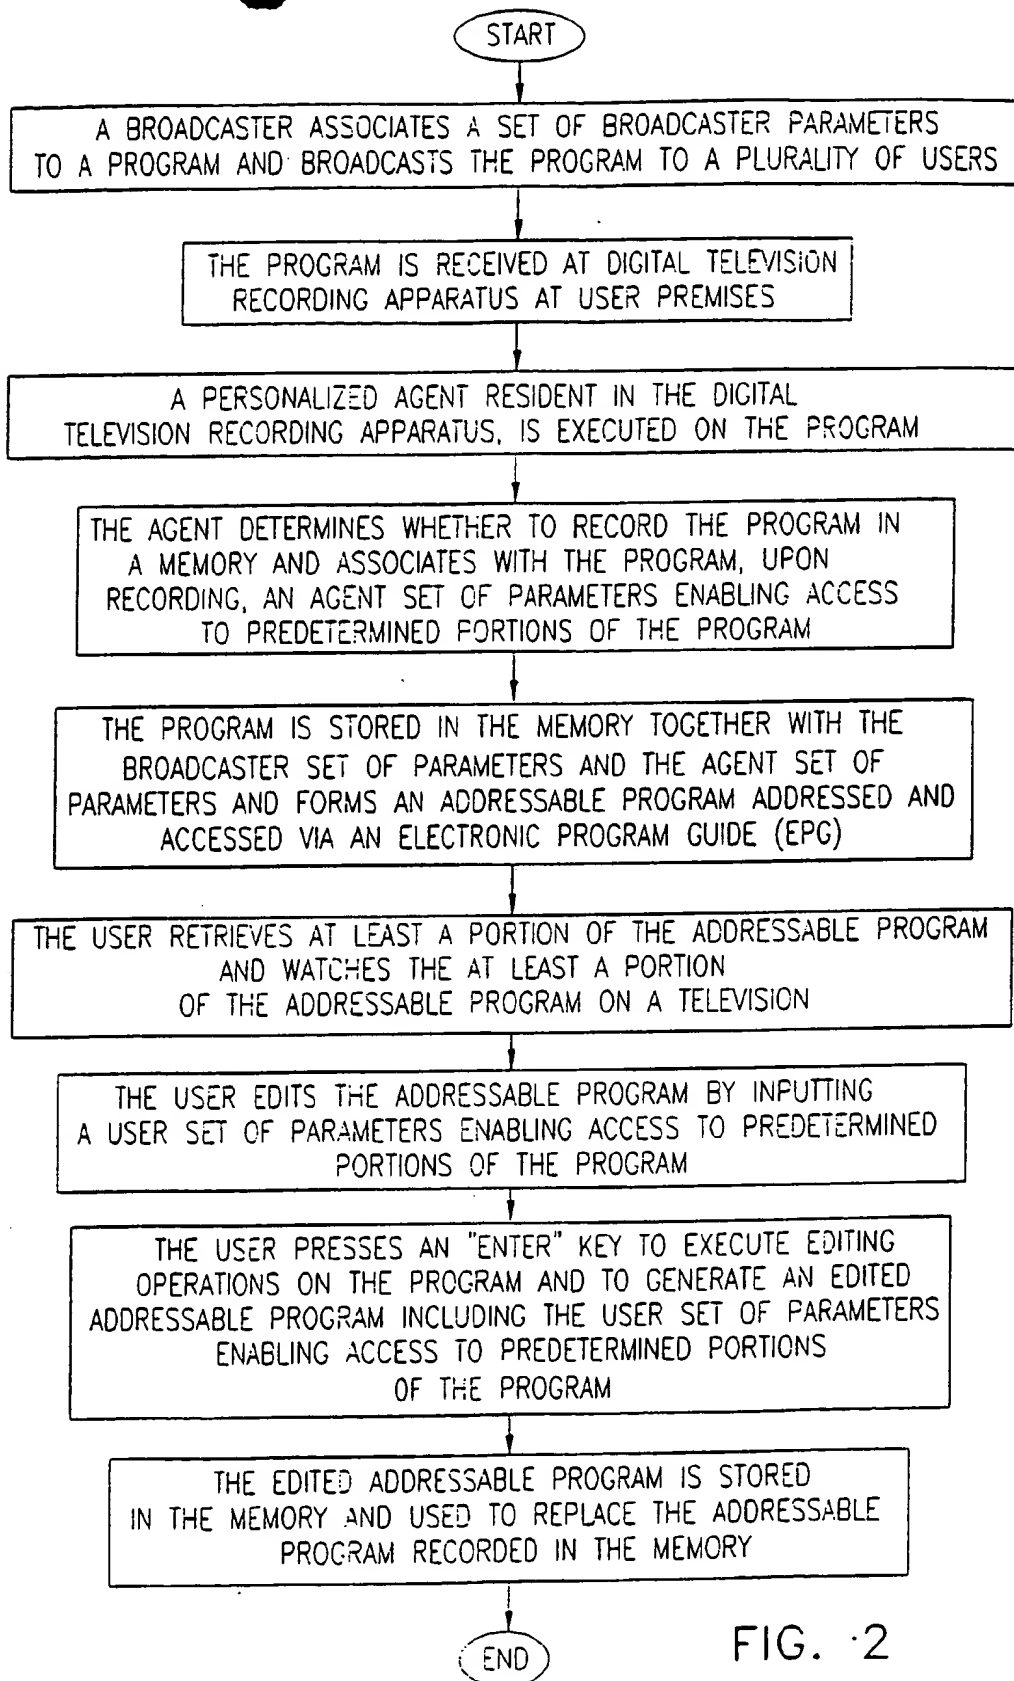 START
A BROADCASTER ASSOCIATES A SET OF BROADCASTER PARAMETERS
TO A PROGRAM AND BROADCASTS THE PROGRAM TO A PLURALITY OF USERS
THE PROGRAM IS RECEIVED AT DIGITAL TELEVISION
RECORDING APPARATUS AT USER PREMISES
A PERSONALIZED AGENT RESIDENT IN THE DIGITAL
TELEVISION RECORDING APPARATUS, IS EXECUTED ON THE PROGRAM
THE AGENT DETERMINES WHETHER TO RECORD THE PROGRAM IN
A MEMORY AND ASSOCIATES WITH THE PROGRAM, UPON
RECORDING, AN AGENT SET OF PARAMETERS ENABLING ACCESS
TO PREDETERMINED PORTIONS OF THE PROGRAM
THE PROGRAM IS STORED IN THE MEMORY TOGETHER WITH THE
BROADCASTER SET OF PARAMETERS AND THE AGENT SET OF
PARAMETERS AND FORMS AN ADDRESSABLE PROGRAM ADDRESSED AND
ACCESSED VIA AN ELECTRONIC PROGRAM GUIDE (EPG)
THE USER RETRIEVES AT LEAST A PORTION OF THE ADDRESSABLE PROGRAM
AND WATCHES THE AT LEAST A PORTION
OF THE ADDRESSABLE PROGRAM ON A TELEVISION
THE USER EDITS THE ADDRESSABLE PROGRAM BY INPUTTING
A USER SET OF PARAMETERS ENABLING ACCESS TO PREDETERMINED
PORTIONS OF THE PROGRAM
THE USER PRESSES AN "ENTER" KEY TO EXECUTE EDITING
OPERATIONS ON THE PROGRAM AND TO GENERATE AN EDITED
ADDRESSABLE PROGRAM INCLUDING THE USER SET OF PARAMETERS
ENABLING ACCESS TO PREDETERMINED PORTIONS
OF THE PROGRAM
THE EDITED ADDRESSABLE PROGRAM IS STORED
IN THE MEMORY AND USED TO REPLACE THE ADDRESSABLE
PROGRAM RECORDED IN THE MEMORY
END
FIG. 2